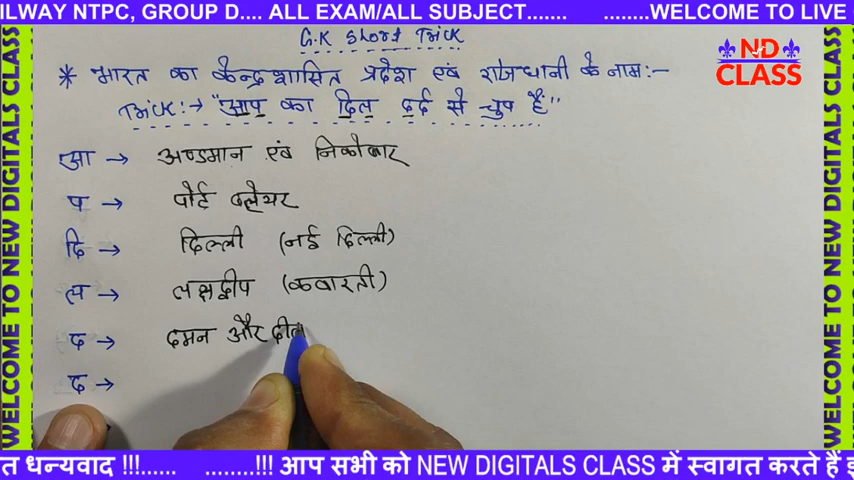 ILWAY NTPC, GROUP D.... ALL EXAM/ALL SUBJECT....... .......WELCOME TO LIVE
G.K Short Trick
ND
CLASS
* भारत का केन्द्रशासित प्रदेश एवं राजधानी के नाम:-
Trick:→ "आप का दिल दर्द से चुप हैं"
आ → अण्डमान एवं निकोबार
प → पोर्ट ब्लेयर
दि → दिल्ली (नई दिल्ली)
ल → लक्षद्वीप (कवारती)
द → दमन और दीव
द →
WELCOME TO NEW DIGITALS CLASS
WELCOME TO NEW DIGITALS CLASS
त धन्यवाद !!!...... ........!!! आप सभी को NEW DIGITALS CLASS में स्वागत करते हैं